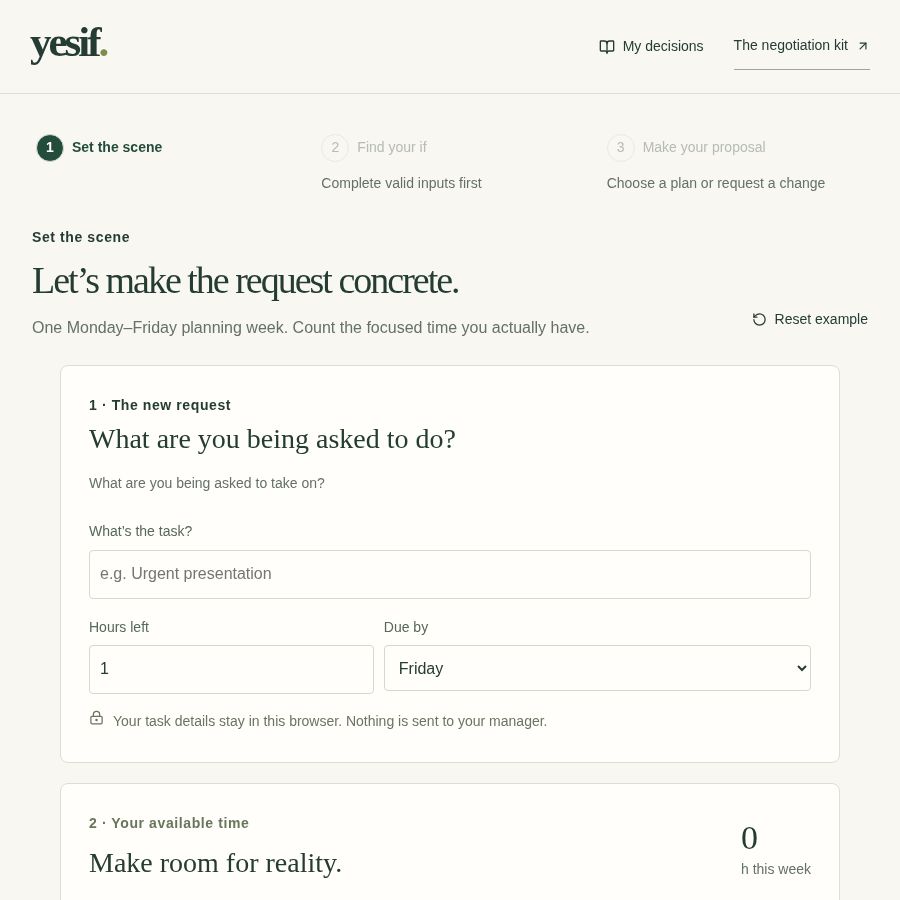 yesif.
My decisions
The negotiation kit
1 Set the scene
2 Find your if
3 Make your proposal
Complete valid inputs first
Choose a plan or request a change
Set the scene
Let’s make the request concrete.
One Monday–Friday planning week. Count the focused time you actually have.
Reset example
1 · The new request
What are you being asked to do?
What are you being asked to take on?
What's the task?
e.g. Urgent presentation
Hours left
Due by
1
Friday
Your task details stay in this browser. Nothing is sent to your manager.
2 · Your available time
0
Make room for reality.
h this week